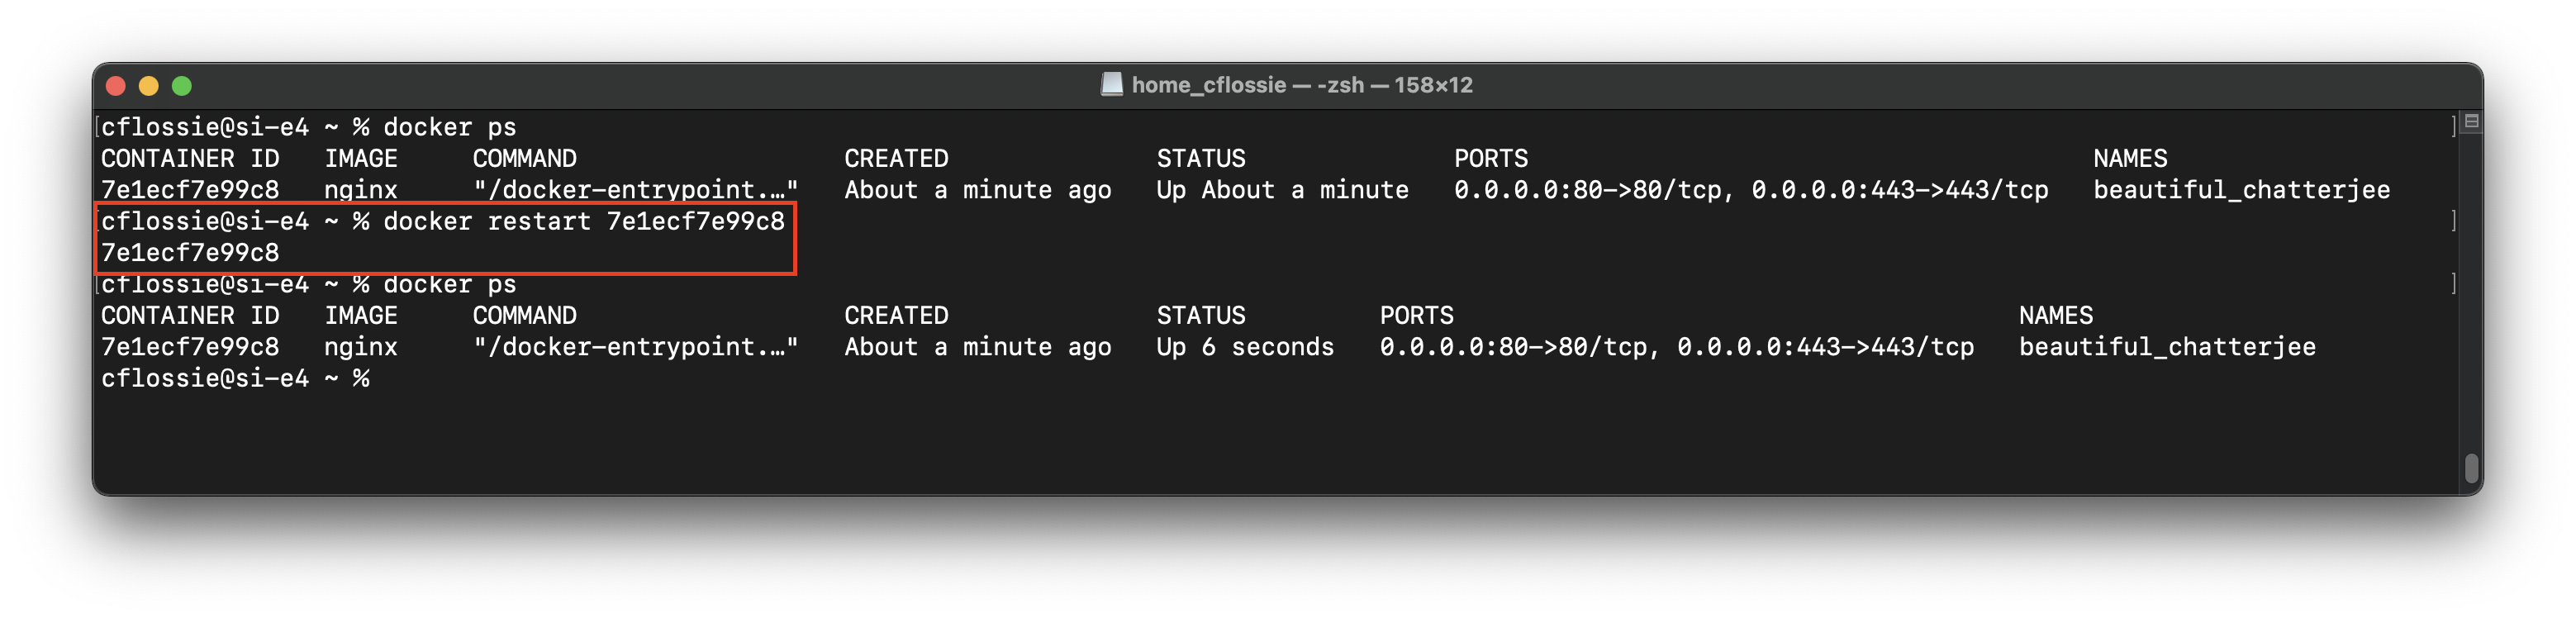 home_cflossie — -zsh — 158×12
cflossie@si-e4 ~ % docker ps
CONTAINER ID   IMAGE     COMMAND                  CREATED              STATUS              PORTS                                      NAMES
7e1ecf7e99c8   nginx     "/docker-entrypoint.…"   About a minute ago   Up About a minute   0.0.0.0:80->80/tcp, 0.0.0.0:443->443/tcp   beautiful_chatterjee
cflossie@si-e4 ~ % docker restart 7e1ecf7e99c8
7e1ecf7e99c8
cflossie@si-e4 ~ % docker ps
CONTAINER ID   IMAGE     COMMAND                  CREATED              STATUS         PORTS                                      NAMES
7e1ecf7e99c8   nginx     "/docker-entrypoint.…"   About a minute ago   Up 6 seconds   0.0.0.0:80->80/tcp, 0.0.0.0:443->443/tcp   beautiful_chatterjee
cflossie@si-e4 ~ %